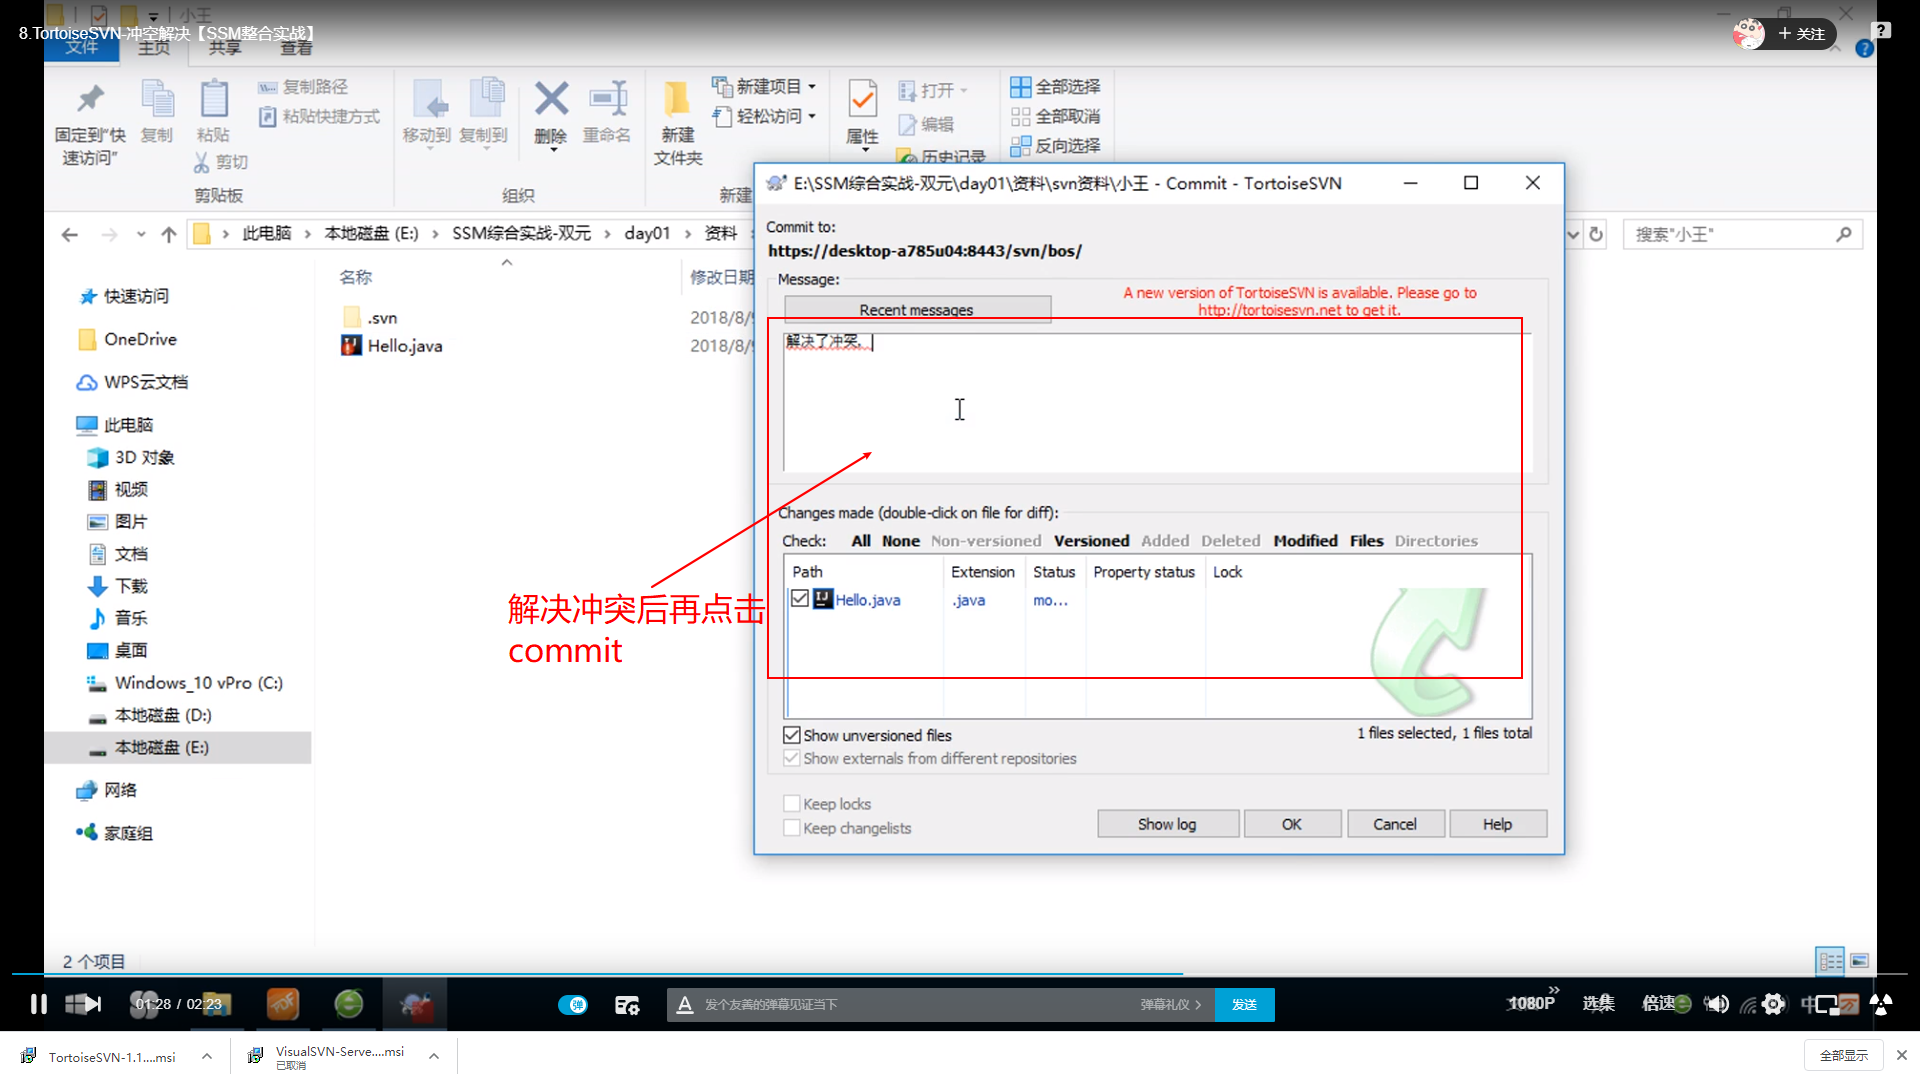 小王
8.TortoiseSVN-冲空解决【SSM整合实战】
+ 关注
文件 主页 共享 查看
固定到"快速访问"
复制
粘贴
复制路径
粘贴快捷方式
剪切
剪贴板
移动到 复制到 删除 重命名
组织
新建文件夹
新建项目
轻松访问
新建
属性
打开
编辑
历史记录
全部选择
全部取消
反向选择
此电脑 > 本地磁盘 (E:) > SSM综合实战-双元 > day01 > 资料
搜索"小王"
名称 修改日期
.svn 2018/8/9
Hello.java 2018/8/9
快速访问
OneDrive
WPS云文档
此电脑
3D 对象
视频
图片
文档
下载
音乐
桌面
Windows_10 vPro (C:)
本地磁盘 (D:)
本地磁盘 (E:)
网络
家庭组
2 个项目
E:\SSM综合实战-双元\day01\资料\svn资料\小王 - Commit - TortoiseSVN
Commit to:
https://desktop-a785u04:8443/svn/bos/
Message:
Recent messages
A new version of TortoiseSVN is available. Please go to
http://tortoisesvn.net to get it.
解决了冲突.
Changes made (double-click on file for diff):
Check: All None Non-versioned Versioned Added Deleted Modified Files Directories
Path Extension Status Property status Lock
Hello.java .java mo...
Show unversioned files
1 files selected, 1 files total
Show externals from different repositories
Keep locks
Keep changelists
Show log OK Cancel Help
解决冲突后再点击
commit
01:28 / 02:23
弹
发个友善的弹幕见证当下
弹幕礼仪 >
发送
1080P 选集 倍速
中
TortoiseSVN-1.1....msi
VisualSVN-Serve....msi
已取消
全部显示